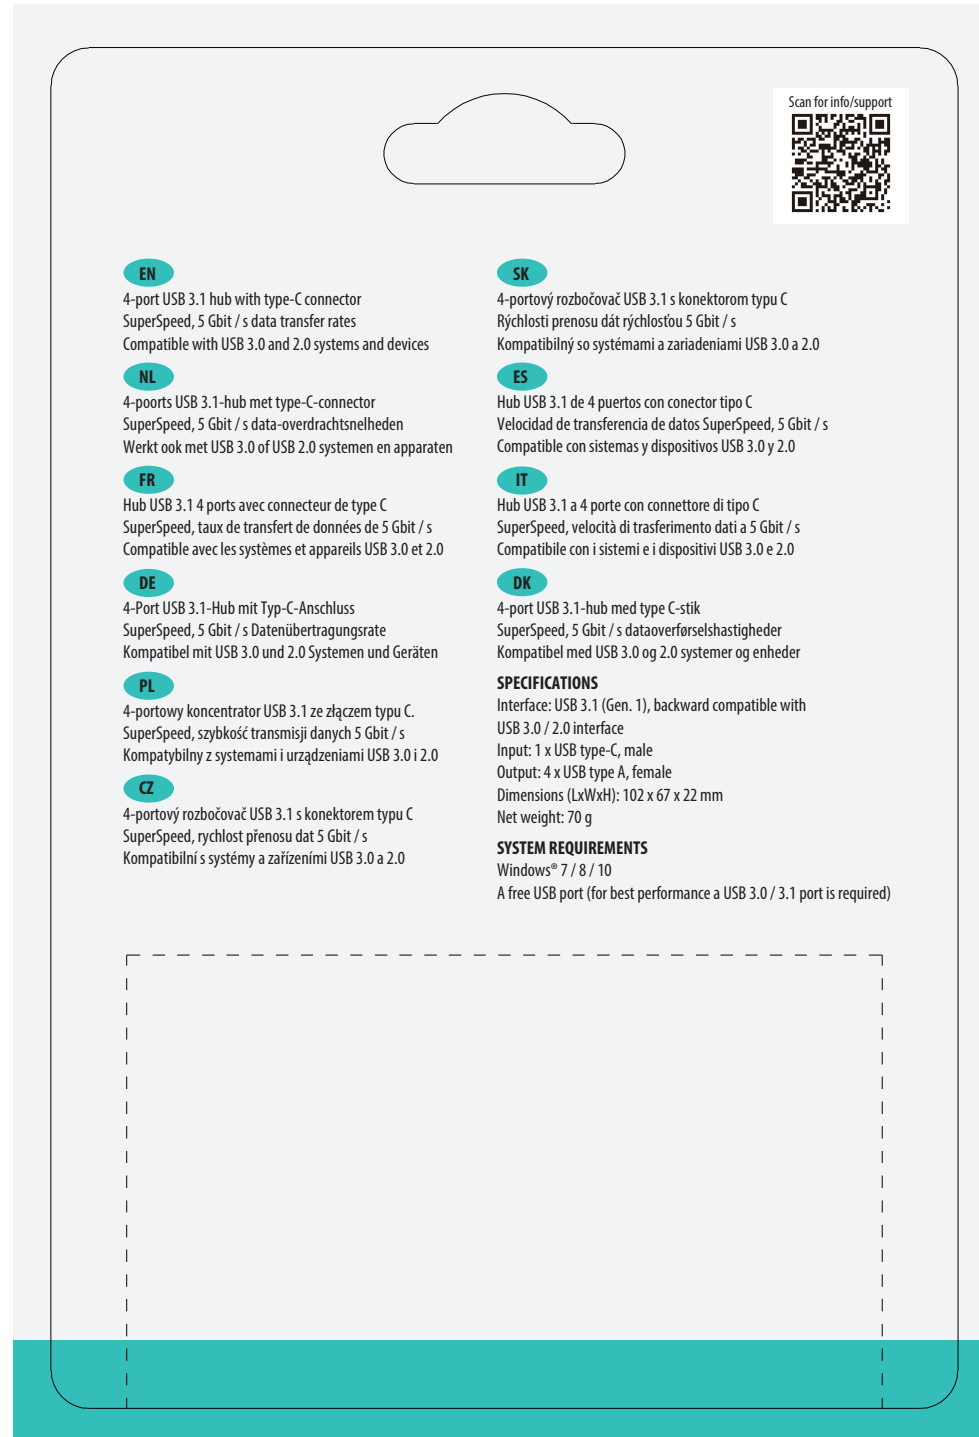 Scan for info/support
EN
4-port USB 3.1 hub with type-C connector
SuperSpeed, 5 Gbit / s data transfer rates
Compatible with USB 3.0 and 2.0 systems and devices
NL
4-poorts USB 3.1-hub met type-C-connector
SuperSpeed, 5 Gbit / s data-overdrachtsnelheden
Werkt ook met USB 3.0 of USB 2.0 systemen en apparaten
FR
Hub USB 3.1 4 ports avec connecteur de type C
SuperSpeed, taux de transfert de données de 5 Gbit / s
Compatible avec les systèmes et appareils USB 3.0 et 2.0
DE
4-Port USB 3.1-Hub mit Typ-C-Anschluss
SuperSpeed, 5 Gbit / s Datenübertragungsrate
Kompatibel mit USB 3.0 und 2.0 Systemen und Geräten
PL
4-portowy koncentrator USB 3.1 ze złączem typu C.
SuperSpeed, szybkość transmisji danych 5 Gbit / s
Kompatybilny z systemami i urządzeniami USB 3.0 i 2.0
CZ
4-portový rozbočovač USB 3.1 s konektorem typu C
SuperSpeed, rychlost přenosu dat 5 Gbit / s
Kompatibilní s systémy a zařízeními USB 3.0 a 2.0
SK
4-portový rozbočovač USB 3.1 s konektorom typu C
Rýchlosti prenosu dát rýchlosťou 5 Gbit / s
Kompatibilný so systémami a zariadeniami USB 3.0 a 2.0
ES
Hub USB 3.1 de 4 puertos con conector tipo C
Velocidad de transferencia de datos SuperSpeed, 5 Gbit / s
Compatible con sistemas y dispositivos USB 3.0 y 2.0
IT
Hub USB 3.1 a 4 porte con connettore di tipo C
SuperSpeed, velocità di trasferimento dati a 5 Gbit / s
Compatibile con i sistemi e i dispositivi USB 3.0 e 2.0
DK
4-port USB 3.1-hub med type C-stik
SuperSpeed, 5 Gbit / s dataoverførselshastigheder
Kompatibel med USB 3.0 og 2.0 systemer og enheder
SPECIFICATIONS
Interface: USB 3.1 (Gen. 1), backward compatible with
USB 3.0 / 2.0 interface
Input: 1 x USB type-C, male
Output: 4 x USB type A, female
Dimensions (LxWxH): 102 x 67 x 22 mm
Net weight: 70 g
SYSTEM REQUIREMENTS
Windows® 7 / 8 / 10
A free USB port (for best performance a USB 3.0 / 3.1 port is required)